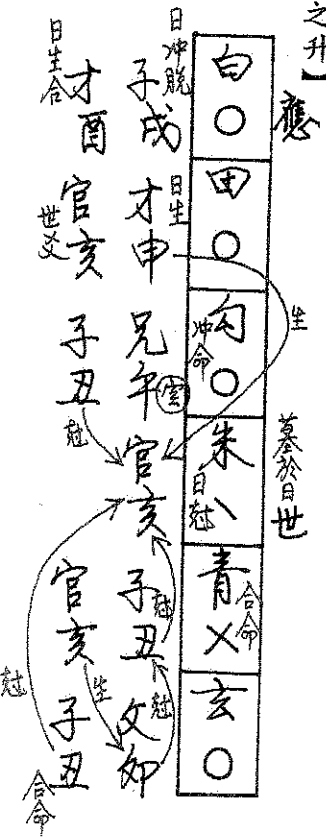 之升】
應
生
墓於日
世
白○
田○
勾○
冲命
朱、
日尅
青ㄨ
合命
玄○
日冲脱
子戌
日生
才申
兄午
空
官亥
子丑
尅
父卯
尅
日生合
才酉
官亥
世爻
子丑
尅
官亥
生
子丑
尅
合命